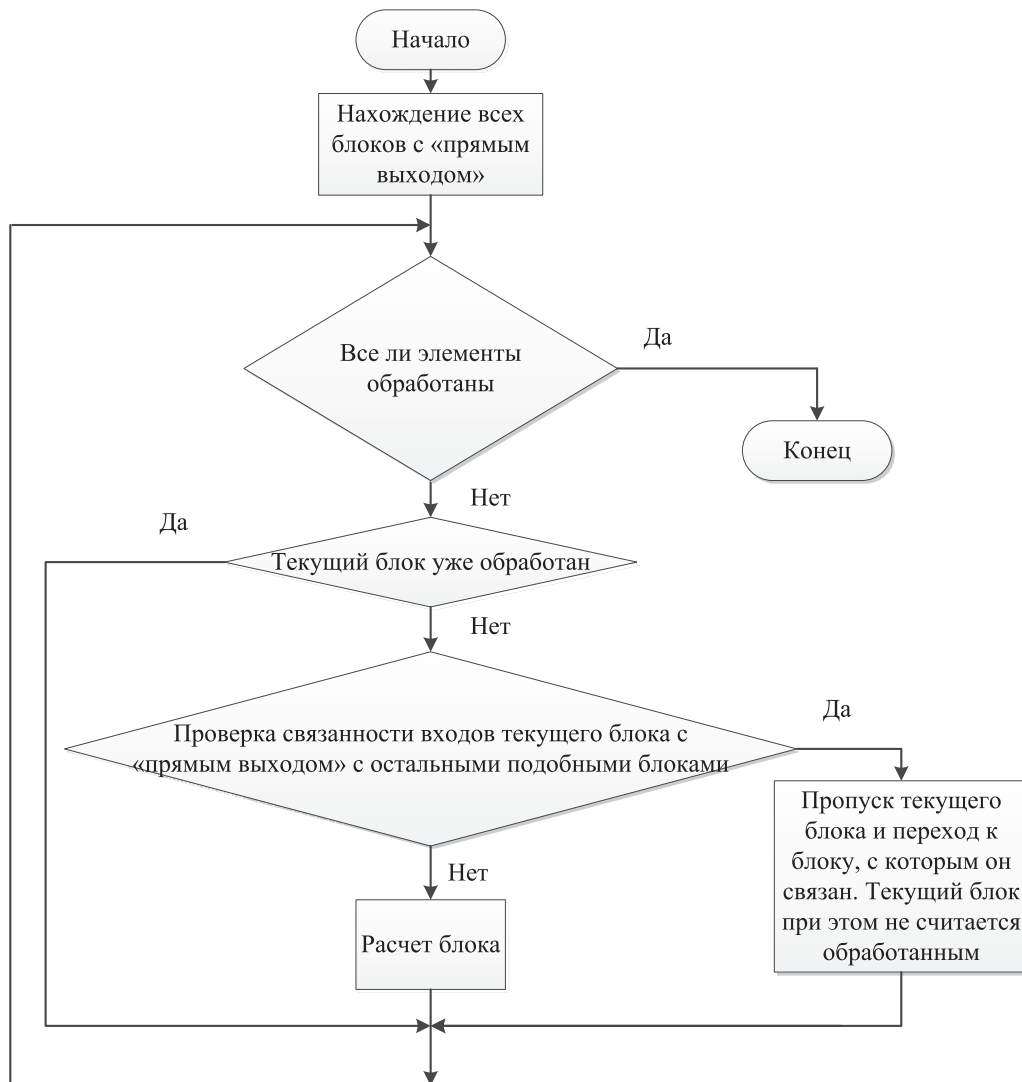 Начало
Нахождение всех
блоков с «прямым
выходом»
Все ли элементы
обработаны
Да
Конец
Нет
Да
Текущий блок уже обработан
Нет
Проверка связанности входов текущего блока с
«прямым выходом» с остальными подобными блоками
Да
Пропуск текущего
блока и переход к
блоку, с которым он
связан. Текущий блок
при этом не считается
обработанным
Нет
Расчет блока